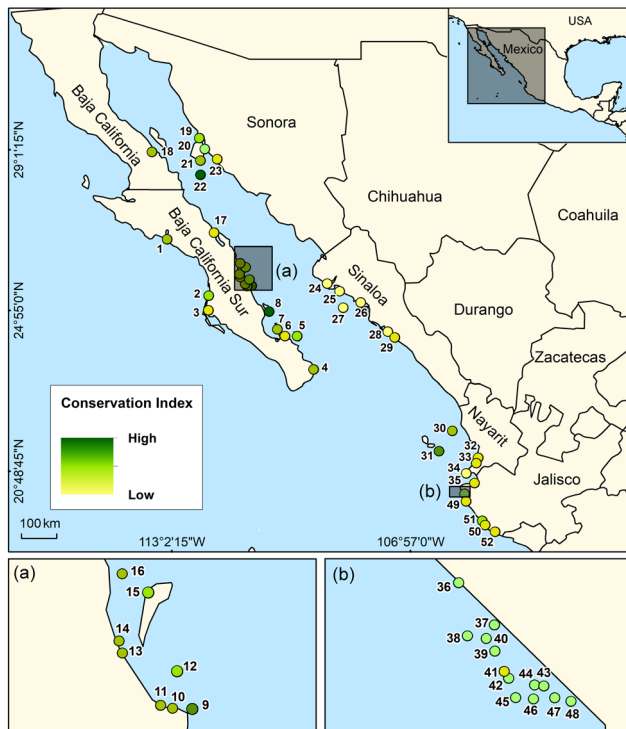 USA
Mexico
Baja California
Sonora
19
20
21
18
22
23
29°1'15"N
Chihuahua
Coahuila
Baja California Sur
17
1
(a)
Sinaloa
24
25
26
27
2
3
24°55'0"N
8
7
6
5
28
29
Durango
4
Zacatecas
Conservation Index
High
Low
Nayarit
30
31
32
33
34
35
20°48'45"N
Jalisco
(b)
49
51
50
52
100 km
113°2'15"W
106°57'0"W
(a)
16
15
14
13
12
11
10
9
(b)
36
37
38
40
39
41
42
44
43
45
46
47
48